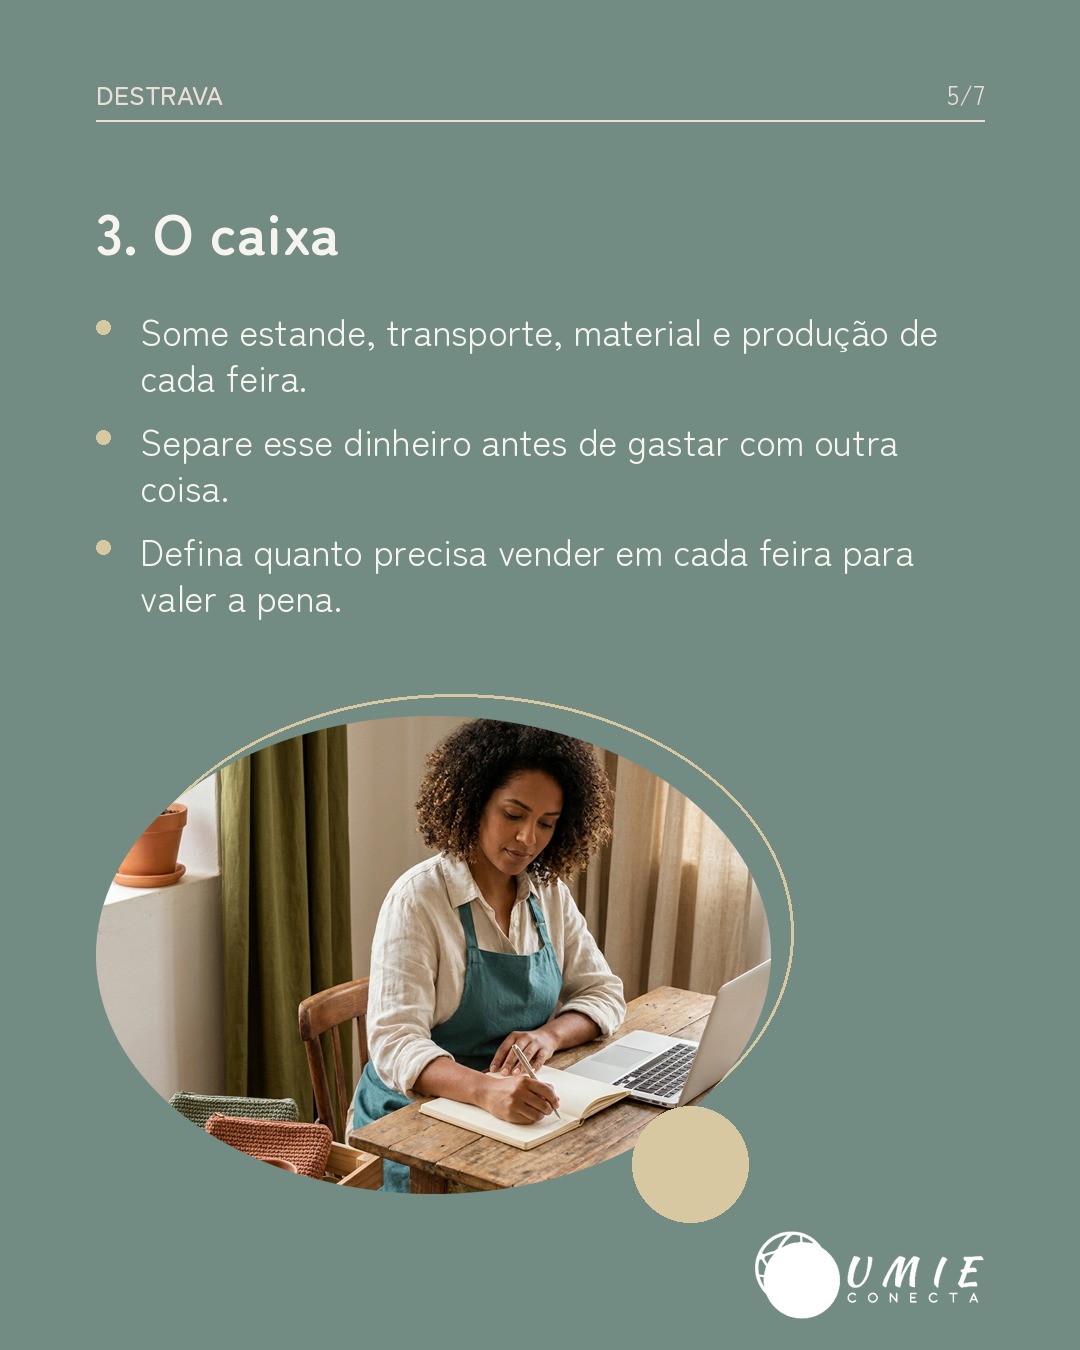 DESTRAVA
5/7
3. O caixa
Some estande, transporte, material e produção de
cada feira.
Separe esse dinheiro antes de gastar com outra
coisa.
Defina quanto precisa vender em cada feira para
valer a pena.
UMIE
CONECTA